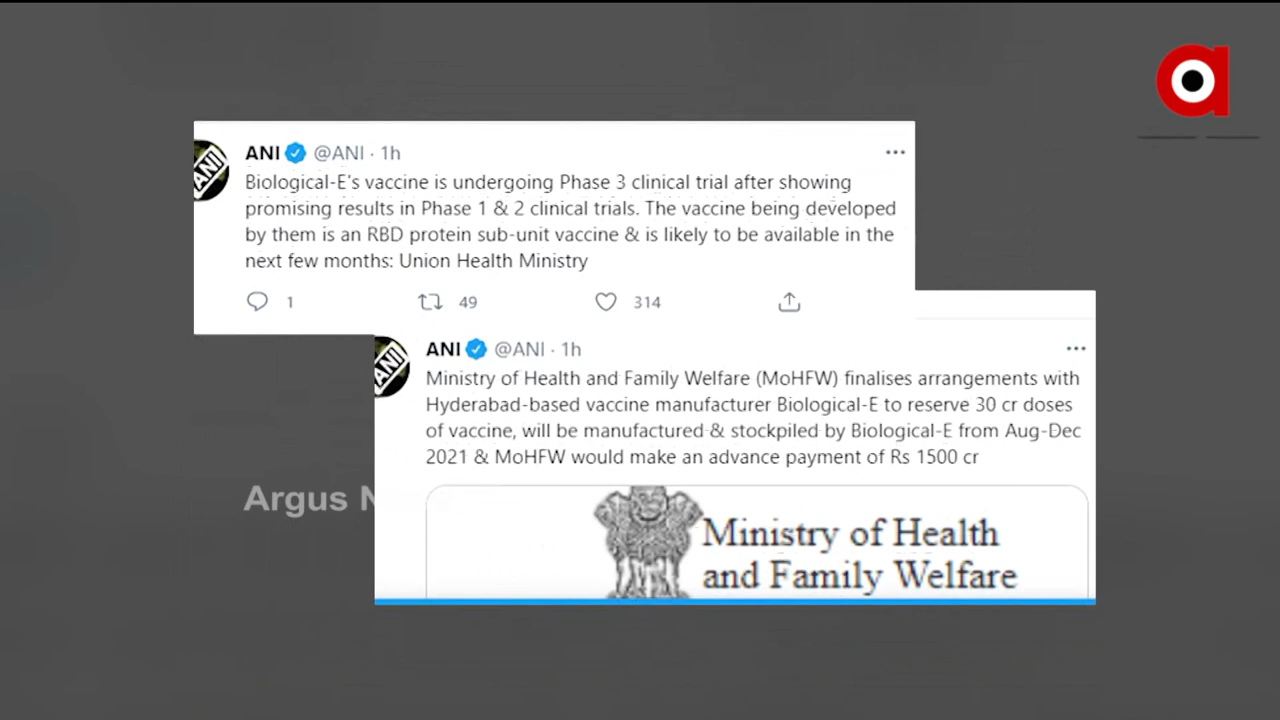 ANI @ANI · 1h
Biological-E's vaccine is undergoing Phase 3 clinical trial after showing
promising results in Phase 1 & 2 clinical trials. The vaccine being developed
by them is an RBD protein sub-unit vaccine & is likely to be available in the
next few months: Union Health Ministry
1 49 314
ANI
ANI @ANI · 1h
Ministry of Health and Family Welfare (MoHFW) finalises arrangements with
Hyderabad-based vaccine manufacturer Biological-E to reserve 30 cr doses
of vaccine, will be manufactured & stockpiled by Biological-E from Aug-Dec
2021 & MoHFW would make an advance payment of Rs 1500 cr
ANI
Argus N
Ministry of Health
and Family Welfare